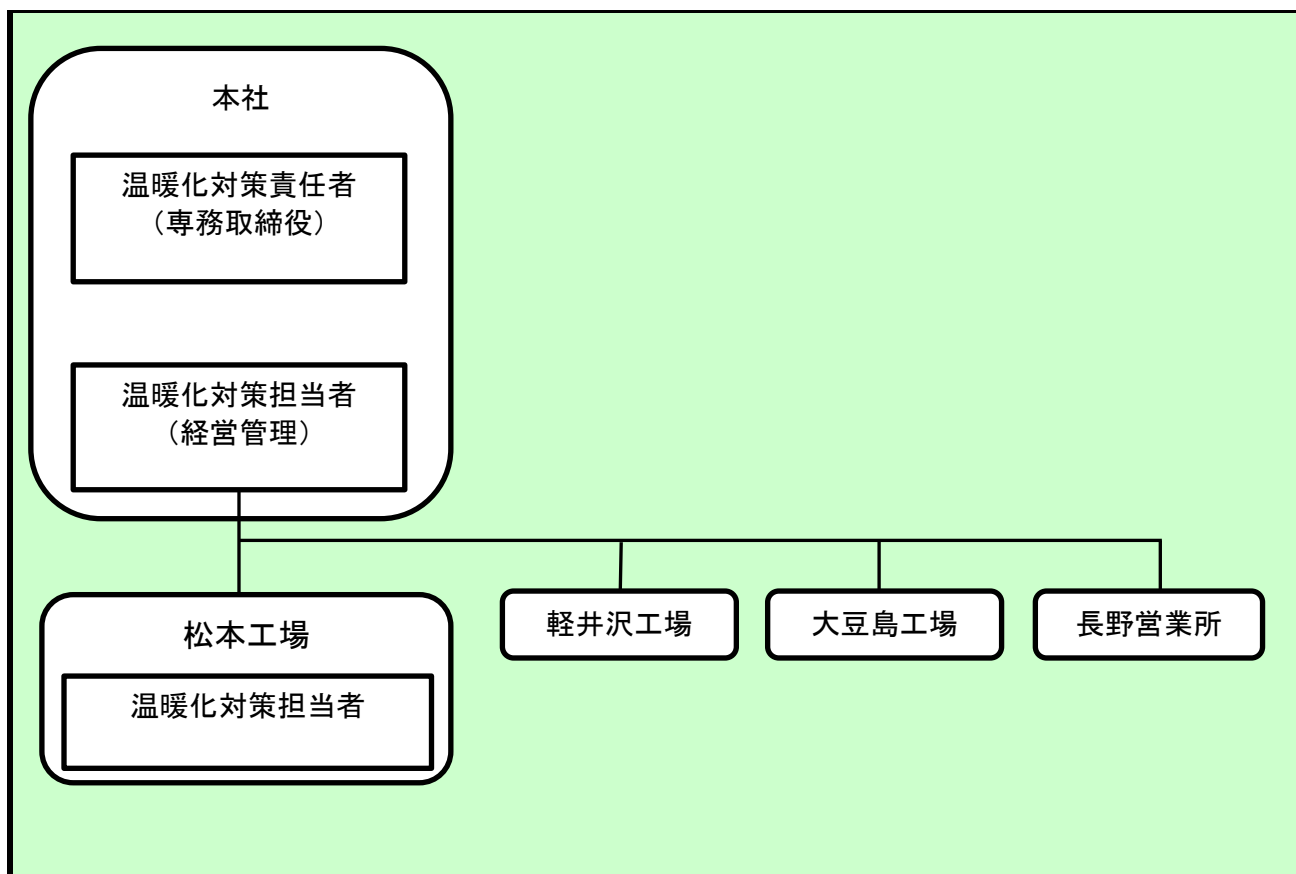 本社
温暖化対策責任者
（専務取締役）
温暖化対策担当者
（経営管理）
松本工場
温暖化対策担当者
軽井沢工場
大豆島工場
長野営業所